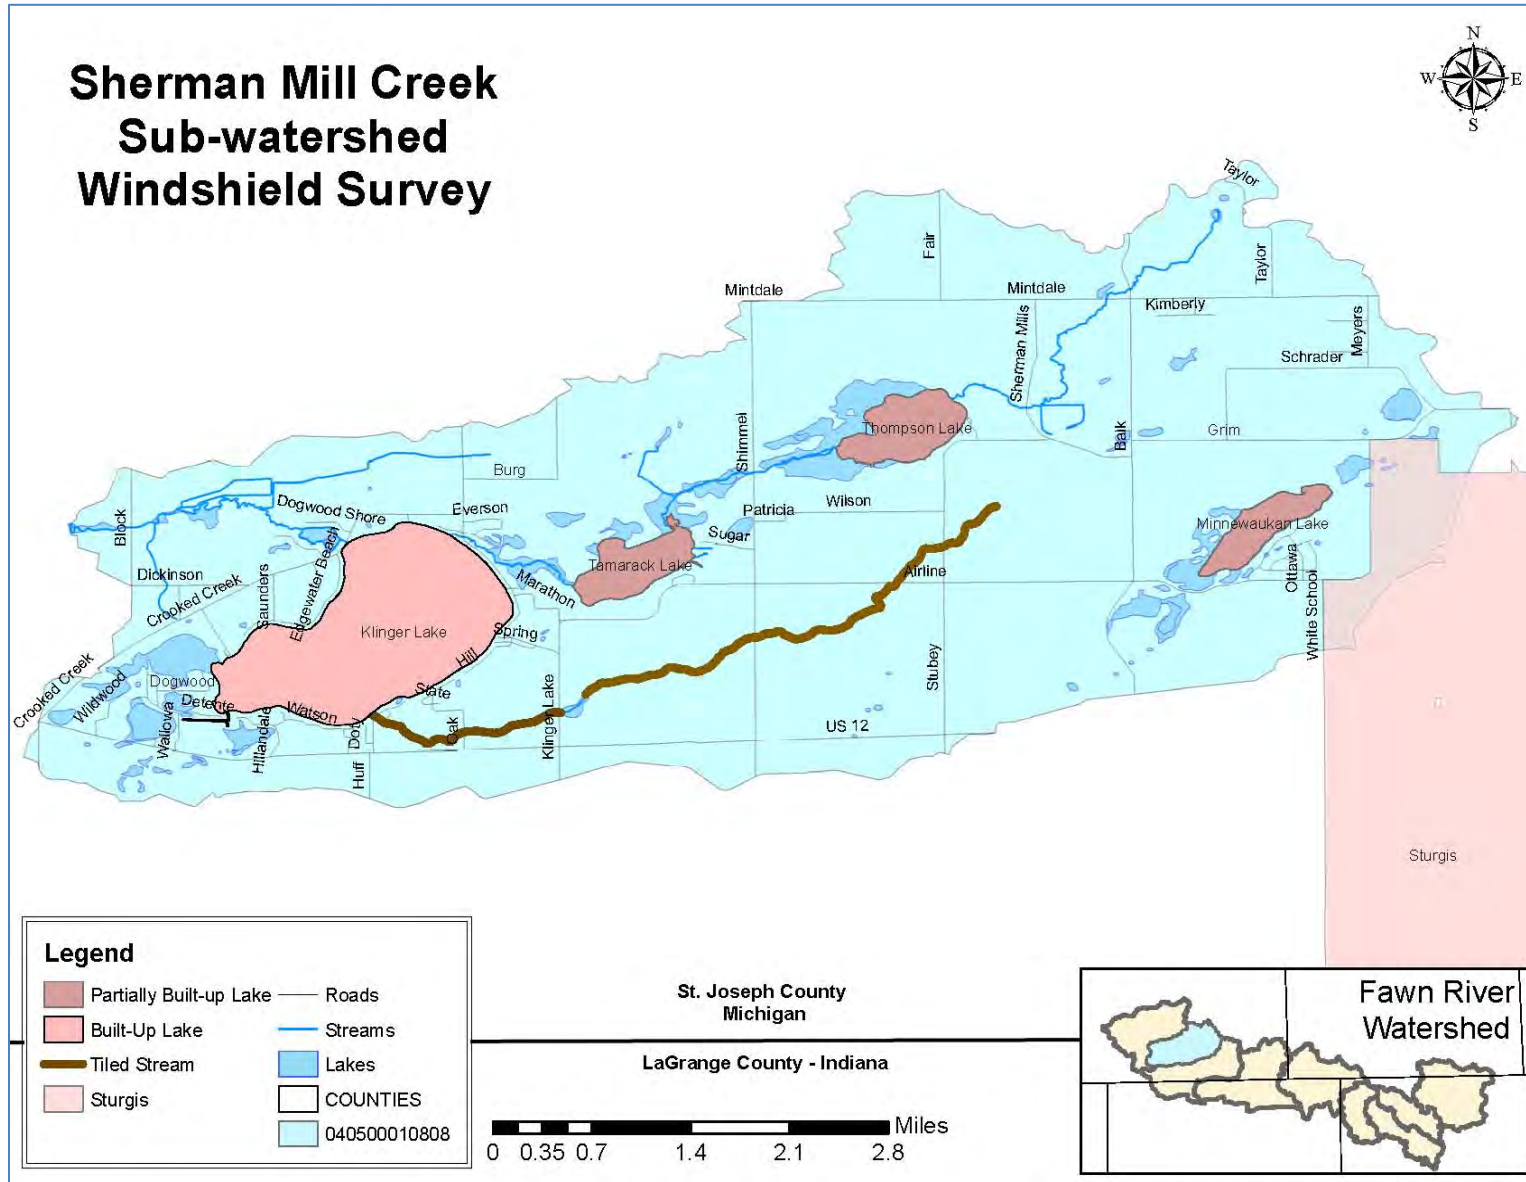 Sherman Mill Creek
Sub-watershed
Windshield Survey
N
W
E
S
Taylor
Fair
Taylor
Mintdale
Mintdale
Kimberly
Sherman Mills
Meyers
Schrader
Thompson Lake
Grim
Balk
Shimmel
Burg
Dogwood Shore
Everson
Patricia
Wilson
Sugar
Minnewaukan Lake
Block
Edgewater Beach
Tamarack Lake
Airline
Ottawa
White School
Dickinson
Crooked Creek
Saunders
Marathon
Klinger Lake
Spring
Hill
Stubey
Crooked Creek
Wildwood
Dogwood
Detente
Wallowa
Hillandale
Watson
Doty
State
Oak
Klinger Lake
US 12
Huff
Sturgis
Legend
Partially Built-up Lake
Roads
Built-Up Lake
Streams
Tiled Stream
Lakes
Sturgis
COUNTIES
040500010808
St. Joseph County
Michigan
LaGrange County - Indiana
Miles
0 0.35 0.7 1.4 2.1 2.8
Fawn River
Watershed